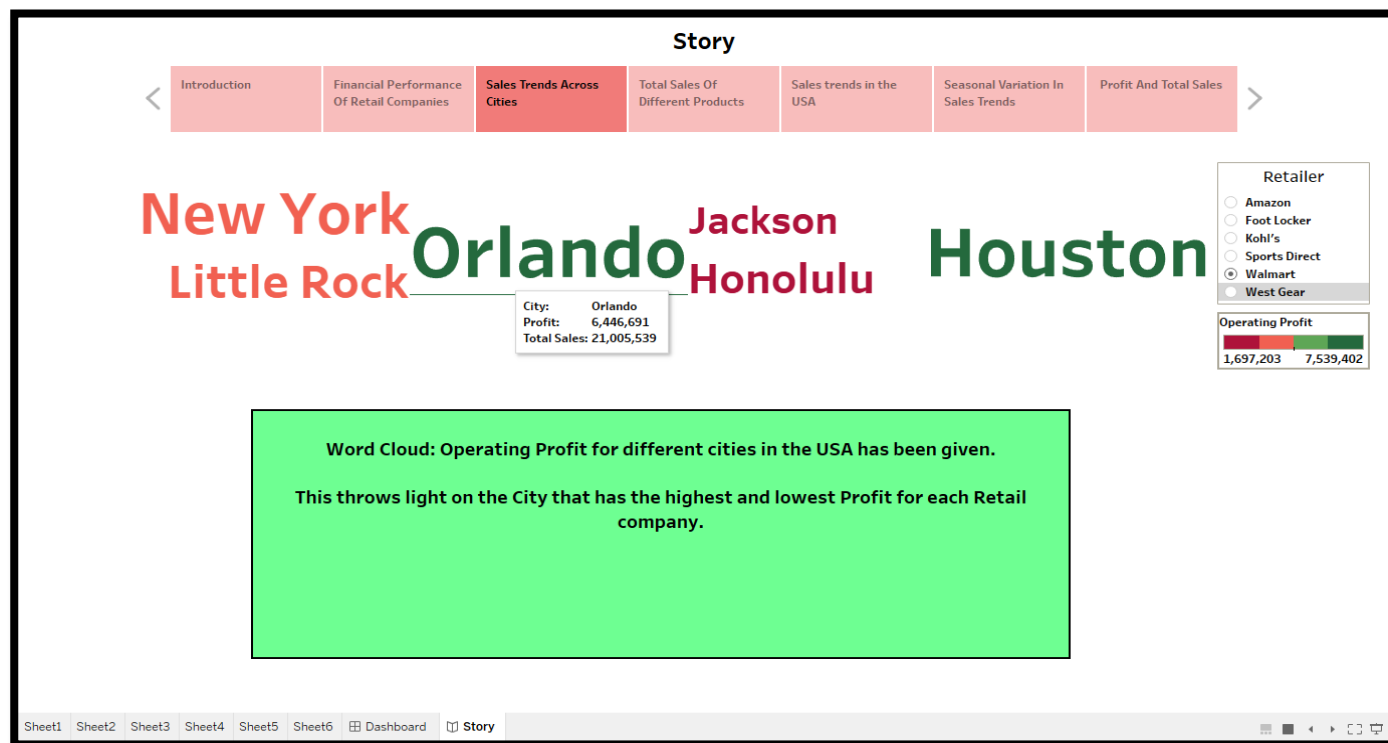 Story
Introduction
Financial Performance
Of Retail Companies
Sales Trends Across
Cities
Total Sales Of
Different Products
Sales trends in the
USA
Seasonal Variation In
Sales Trends
Profit And Total Sales
New York
Little Rock
Orlando
Jackson
Honolulu
Houston
City: Orlando
Profit: 6,446,691
Total Sales: 21,005,539
Retailer
Amazon
Foot Locker
Kohl's
Sports Direct
Walmart
West Gear
Operating Profit
1,697,203 7,539,402
Word Cloud: Operating Profit for different cities in the USA has been given.
This throws light on the City that has the highest and lowest Profit for each Retail
company.
Sheet1 Sheet2 Sheet3 Sheet4 Sheet5 Sheet6 Dashboard Story